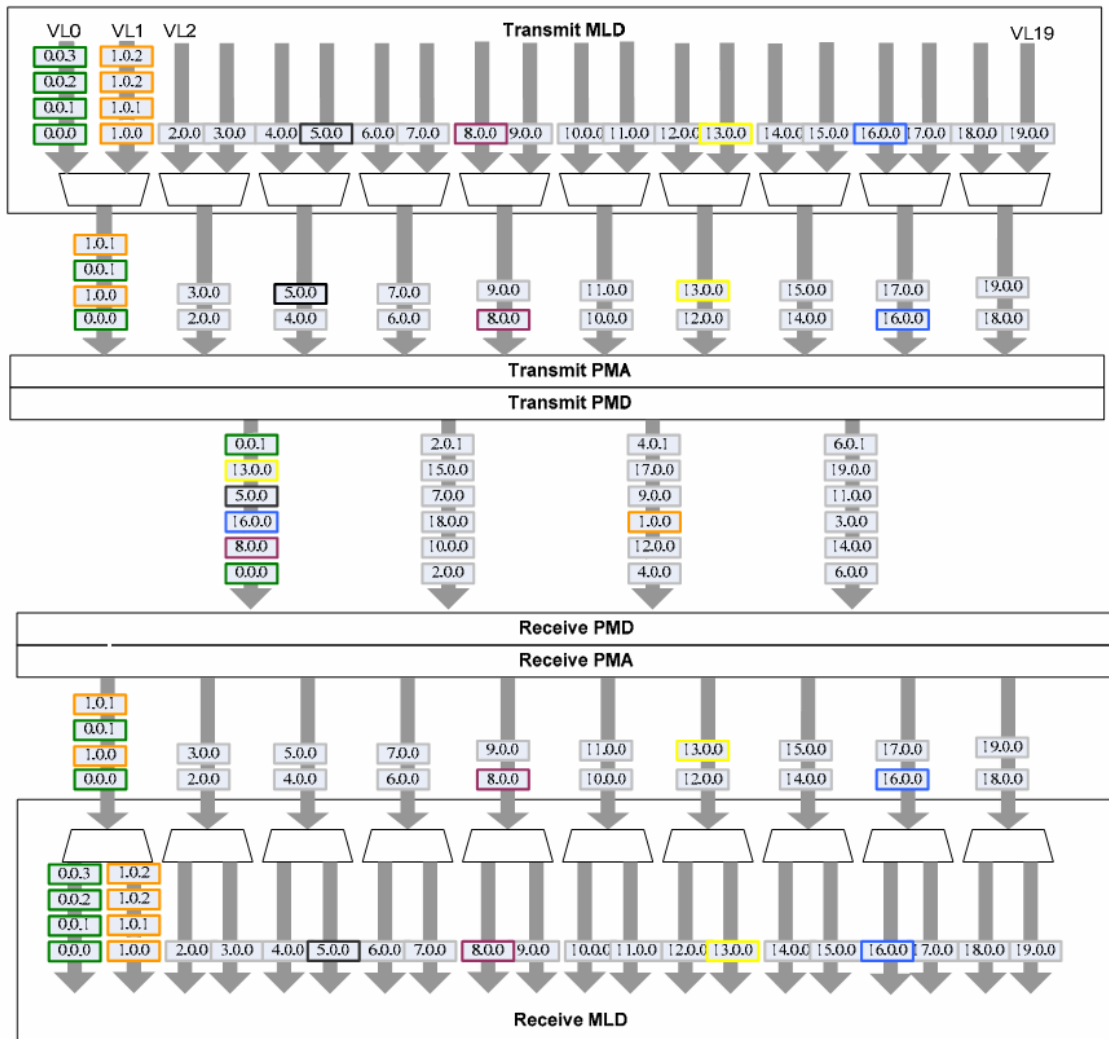 Transmit MLD
VL0 VL1 VL2 VL19
0.0.3 1.0.2
0.0.2 1.0.2
0.0.1 1.0.1
0.0.0 1.0.0 2.0.0 3.0.0 4.0.0 5.0.0 6.0.0 7.0.0 8.0.0 9.0.0 10.0.0 11.0.0 12.0.0 13.0.0 14.0.0 15.0.0 16.0.0 17.0.0 18.0.0 19.0.0
1.0.1
0.0.1
1.0.0 3.0.0 5.0.0 7.0.0 9.0.0 11.0.0 13.0.0 15.0.0 17.0.0 19.0.0
0.0.0 2.0.0 4.0.0 6.0.0 8.0.0 10.0.0 12.0.0 14.0.0 16.0.0 18.0.0
Transmit PMA
Transmit PMD
0.0.1 2.0.1 4.0.1 6.0.1
13.0.0 15.0.0 17.0.0 19.0.0
5.0.0 7.0.0 9.0.0 11.0.0
16.0.0 18.0.0 1.0.0 3.0.0
8.0.0 10.0.0 12.0.0 14.0.0
0.0.0 2.0.0 4.0.0 6.0.0
Receive PMD
Receive PMA
1.0.1
0.0.1
1.0.0 3.0.0 5.0.0 7.0.0 9.0.0 11.0.0 13.0.0 15.0.0 17.0.0 19.0.0
0.0.0 2.0.0 4.0.0 6.0.0 8.0.0 10.0.0 12.0.0 14.0.0 16.0.0 18.0.0
0.0.3 1.0.2
0.0.2 1.0.2
0.0.1 1.0.1
0.0.0 1.0.0 2.0.0 3.0.0 4.0.0 5.0.0 6.0.0 7.0.0 8.0.0 9.0.0 10.0.0 11.0.0 12.0.0 13.0.0 14.0.0 15.0.0 16.0.0 17.0.0 18.0.0 19.0.0
Receive MLD